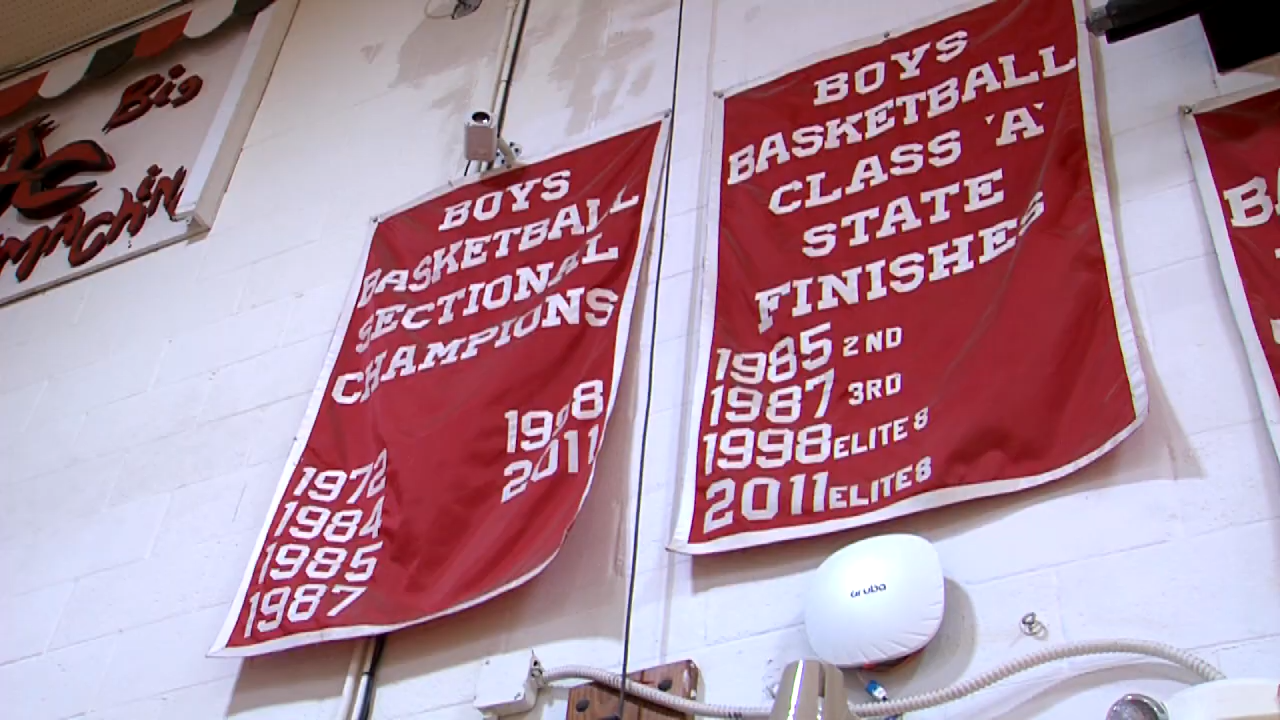 Big
machin
BOYS
BASKETBALL
SECTIONAL
CHAMPIONS
1998
2011
1972
1984
1985
1987
BOYS
BASKETBALL
CLASS 'A'
STATE
FINISHES
1985 2ND
1987 3RD
1998 ELITE 8
2011 ELITE 8
aruba